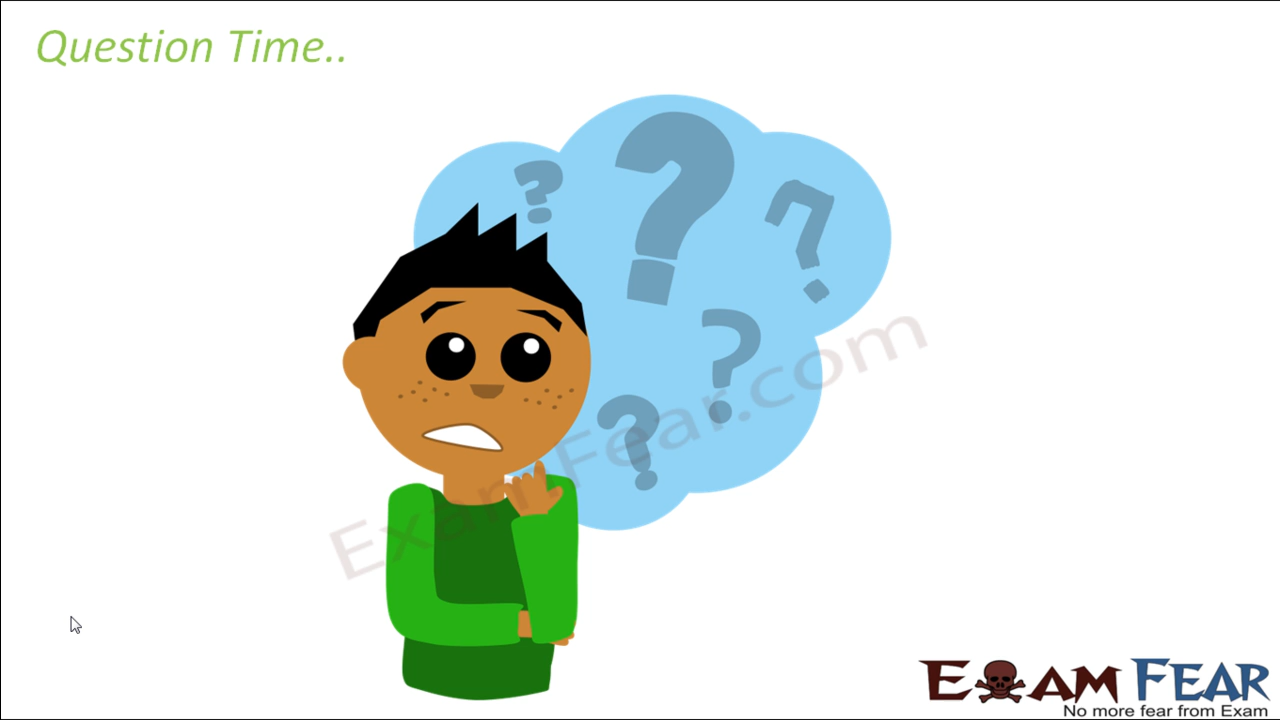 Question Time..
? ? ?
?
?
ExamFear.com
EXAM FEAR
No more fear from Exam